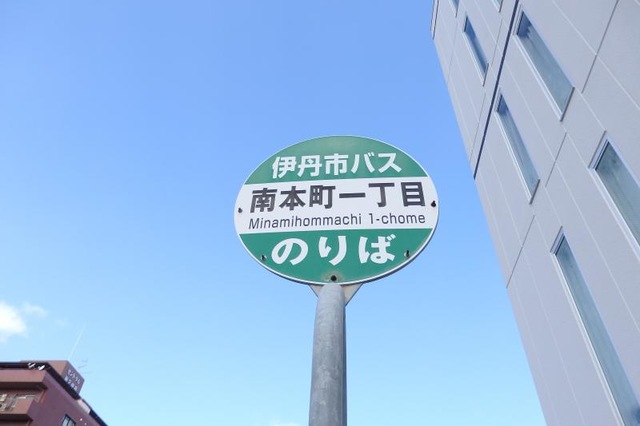 伊丹市バス
南本町一丁目
Minamihommachi 1-chome
のりば